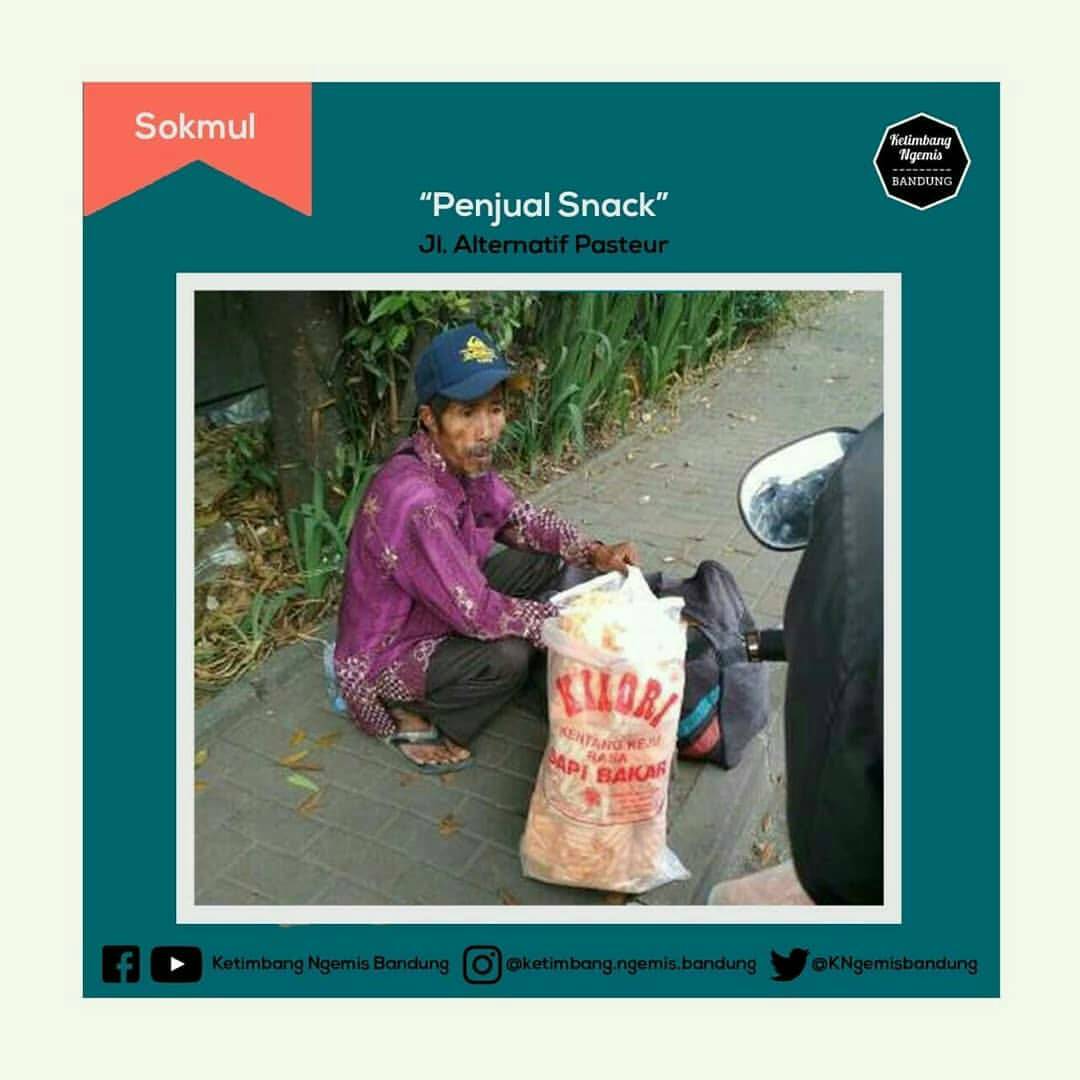 Sokmul
Ketimbang
Ngemis
BANDUNG
“Penjual Snack”
Jl. Alternatif Pasteur
KIKORI
KENTANG KEJU
RASA
SAPI BAKAR
Ketimbang Ngemis Bandung @ketimbang.ngemis.bandung @KNgemisbandung